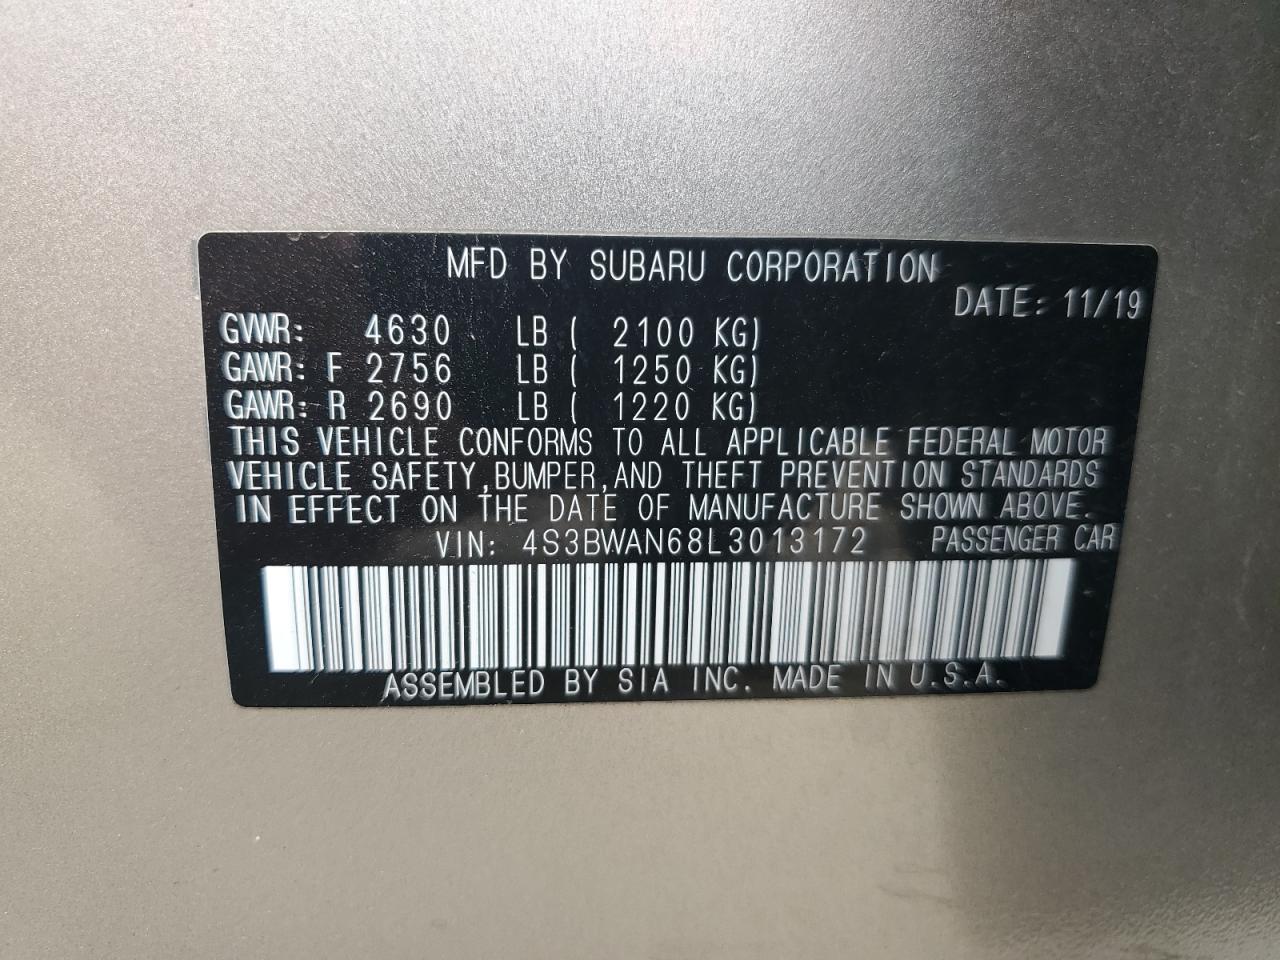 MFD BY SUBARU CORPORATION
DATE: 11/19
GVWR: 4630 LB ( 2100 KG)
GAWR: F 2756 LB ( 1250 KG)
GAWR: R 2690 LB ( 1220 KG)
THIS VEHICLE CONFORMS TO ALL APPLICABLE FEDERAL MOTOR
VEHICLE SAFETY,BUMPER,AND THEFT PREVENTION STANDARDS
IN EFFECT ON THE DATE OF MANUFACTURE SHOWN ABOVE.
VIN: 4S3BWAN68L3013172 PASSENGER CAR
ASSEMBLED BY SIA INC. MADE IN U.S.A.